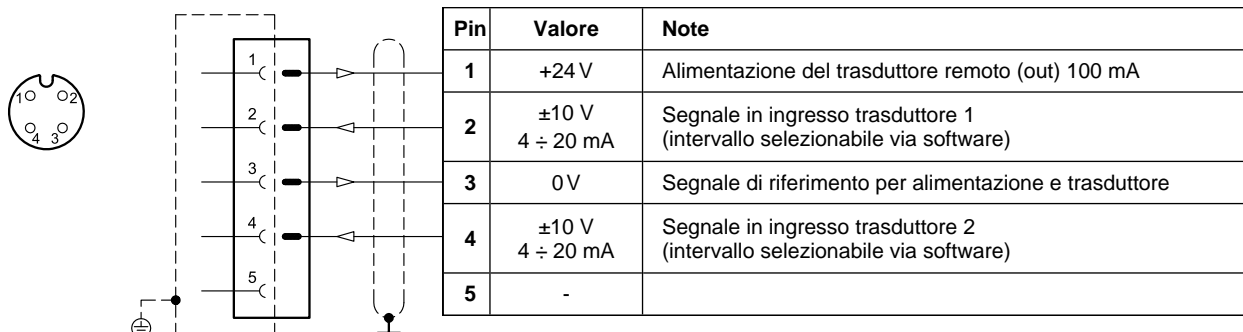 1 2
4 3
1
2
3
4
5
Pin Valore Note
1 +24 V Alimentazione del trasduttore remoto (out) 100 mA
2 ±10 V
4 ÷ 20 mA Segnale in ingresso trasduttore 1
(intervallo selezionabile via software)
3 0 V Segnale di riferimento per alimentazione e trasduttore
4 ±10 V
4 ÷ 20 mA Segnale in ingresso trasduttore 2
(intervallo selezionabile via software)
5 -